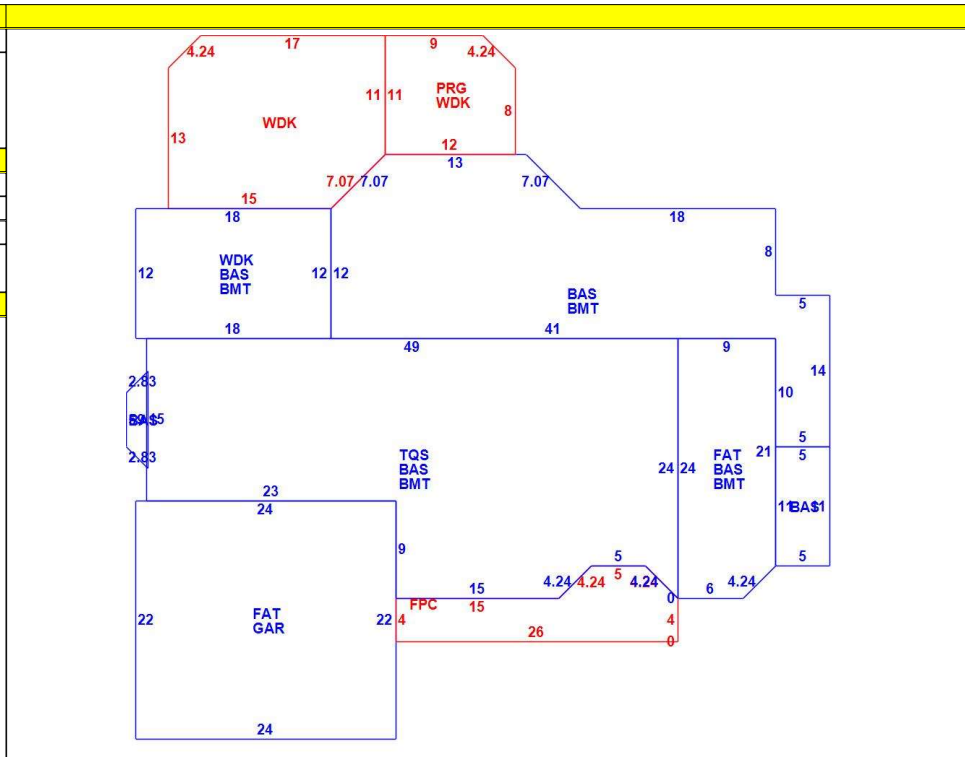 4.24 17 9 4.24
11 11 PRG
WDK
8
WDK
13
12
13
7.07 7.07 7.07
15
18 18
8
WDK
BAS
BMT
12 12 12
BAS
BMT
5
18 41
49 9
14
2.83
10
BAS 15
5
5
2.83
TQS
BAS
BMT
FAT
BAS
BMT
21
24 24
23
24
11 BAS 11
9
5
5
5
4.24 4.24 4.24 4.24
15
15
0 6
FPC
4 4
FAT
GAR
22 22
26 0
24